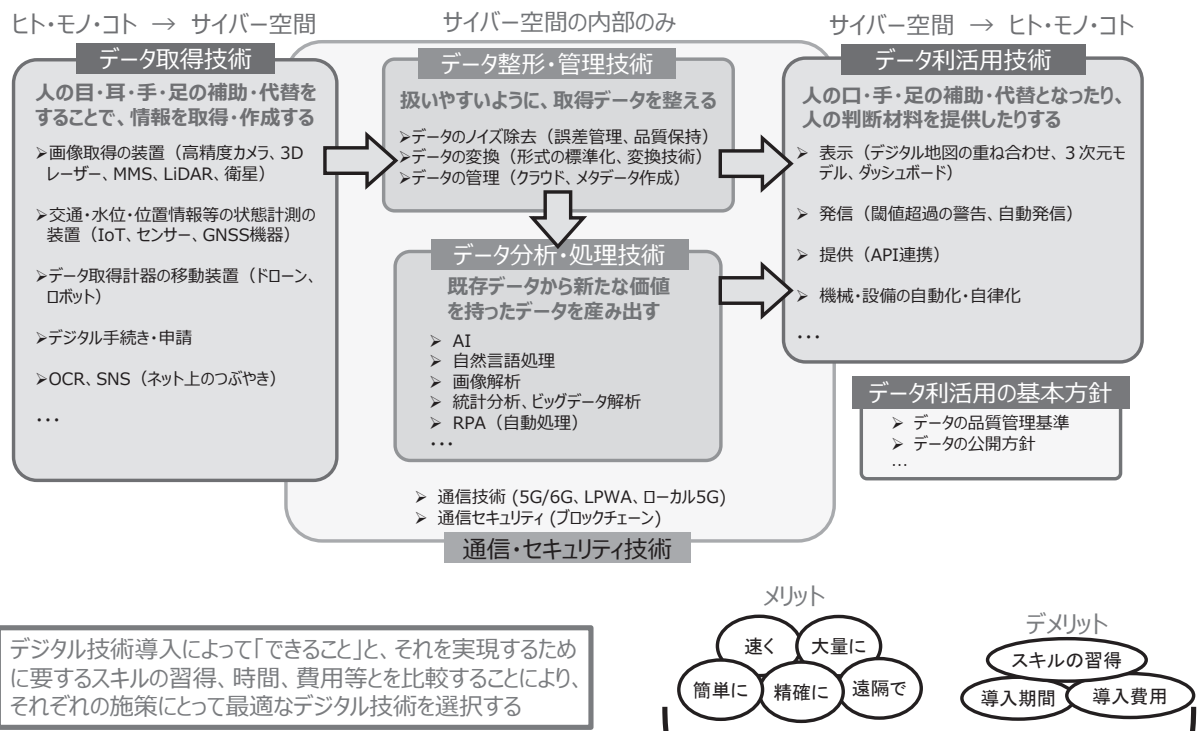 ヒト・モノ・コト → サイバー空間
サイバー空間の内部のみ
サイバー空間 → ヒト・モノ・コト
データ取得技術
人の目・耳・手・足の補助・代替を
することで、情報を取得・作成する
➢画像取得の装置（高精度カメラ、3D
レーザー、MMS、LiDAR、衛星）
➢交通・水位・位置情報等の状態計測の
装置（IoT、センサー、GNSS機器）
➢データ取得計器の移動装置（ドローン、
ロボット）
➢デジタル手続き・申請
➢OCR、SNS（ネット上のつぶやき）
…
データ整形・管理技術
扱いやすいように、取得データを整える
➢データのノイズ除去（誤差管理、品質保持）
➢データの変換（形式の標準化、変換技術）
➢データの管理（クラウド、メタデータ作成）
データ分析・処理技術
既存データから新たな価値
を持ったデータを産み出す
➢ AI
➢ 自然言語処理
➢ 画像解析
➢ 統計分析、ビッグデータ解析
➢ RPA（自動処理）
…
➢ 通信技術 (5G/6G、LPWA、ローカル5G)
➢ 通信セキュリティ (ブロックチェーン)
通信・セキュリティ技術
データ利活用技術
人の口・手・足の補助・代替となったり、
人の判断材料を提供したりする
➢ 表示（デジタル地図の重ね合わせ、３次元モ
デル、ダッシュボード）
➢ 発信（閾値超過の警告、自動発信）
➢ 提供（API連携）
➢ 機械・設備の自動化・自律化
…
データ利活用の基本方針
➢ データの品質管理基準
➢ データの公開方針
…
デジタル技術導入によって「できること」と、それを実現するため
に要するスキルの習得、時間、費用等とを比較することにより、
それぞれの施策にとって最適なデジタル技術を選択する
メリット
速く
大量に
簡単に
精確に
遠隔で
デメリット
スキルの習得
導入期間
導入費用